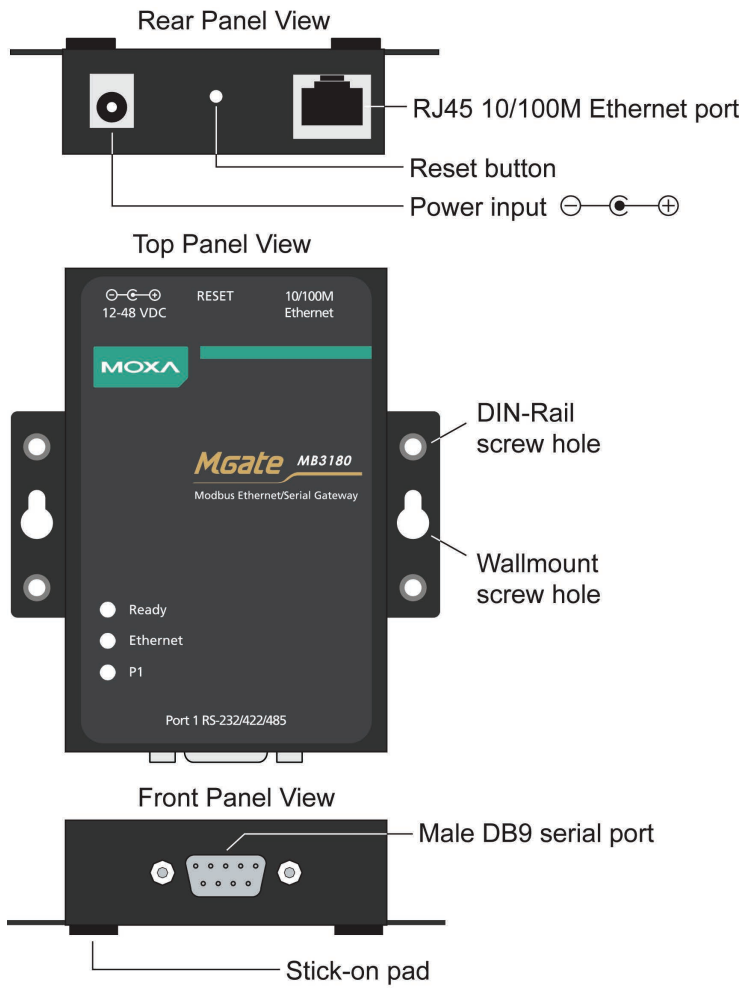 Rear Panel View
RJ45 10/100M Ethernet port
Reset button
Power input
Top Panel View
12-48 VDC
RESET
10/100M
Ethernet
MOXA
DIN-Rail
screw hole
MGate MB3180
Modbus Ethernet/Serial Gateway
Wallmount
screw hole
Ready
Ethernet
P1
Port 1 RS-232/422/485
Front Panel View
Male DB9 serial port
Stick-on pad